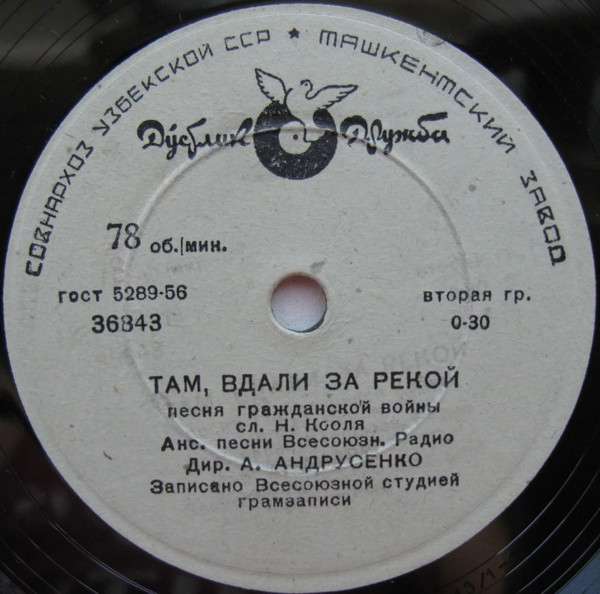 СОВНАРХОЗ УЗБЕКСКОЙ ССР ★ ТАШКЕНТСКИЙ ЗАВОД
Дӯслик Дружба
78 об./мин.
гост 5289-56
вторая гр.
36843
0-30
ТАМ, ВДАЛИ ЗА РЕКОЙ
песня гражданской войны
сл. Н. Кооля
Анс. песни Всесоюзн. Радио
Дир. А. АНДРУСЕНКО
Записано Всесоюзной студией
грамзаписи